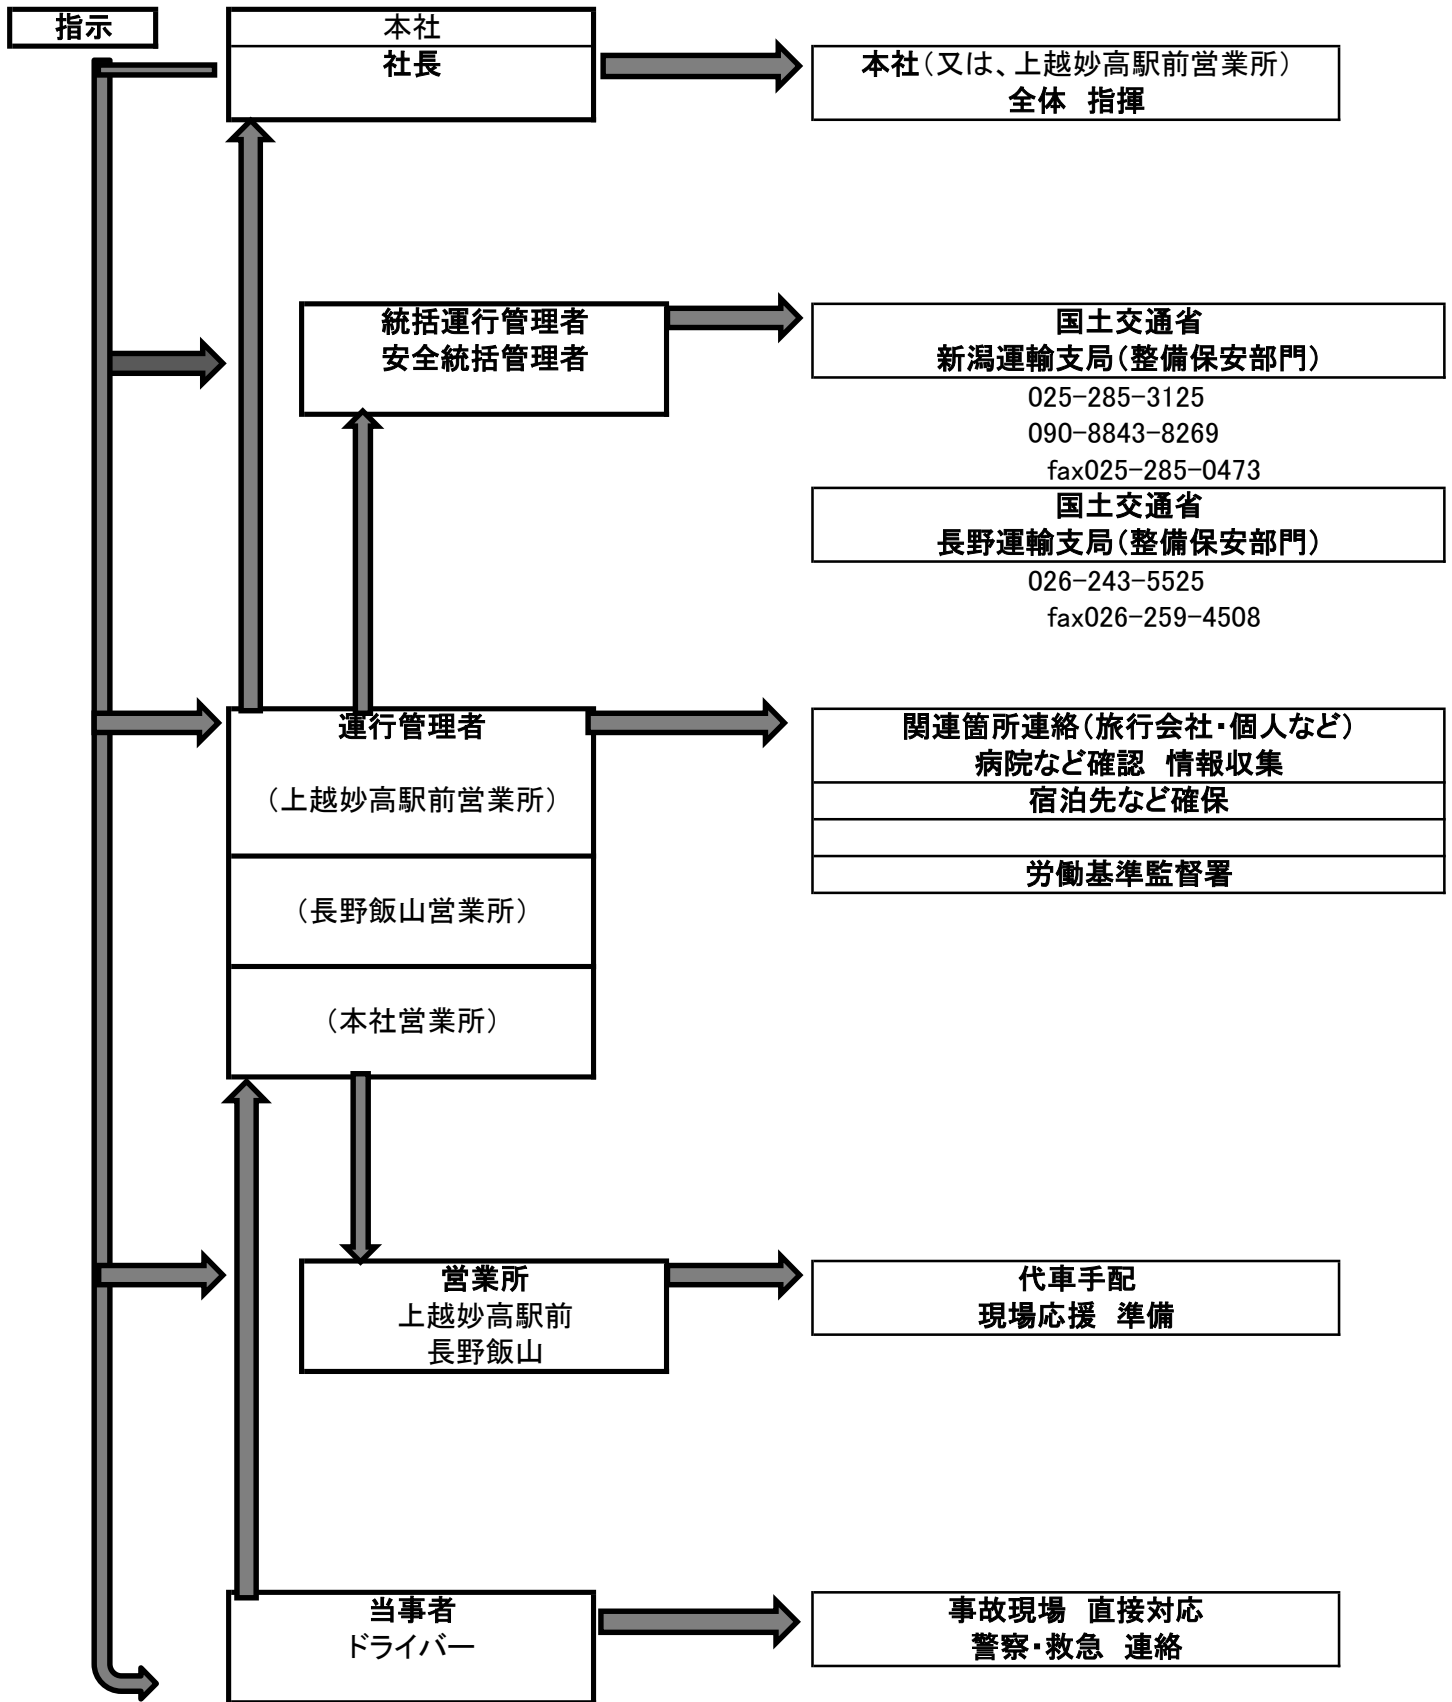 指示
本社
社長
本社（又は、上越妙高駅前営業所）
全体　指揮
統括運行管理者
安全統括管理者
国土交通省
新潟運輸支局（整備保安部門）
025-285-3125
090-8843-8269
fax025-285-0473
国土交通省
長野運輸支局（整備保安部門）
026-243-5525
fax026-259-4508
運行管理者
（上越妙高駅前営業所）
（長野飯山営業所）
（本社営業所）
関連箇所連絡（旅行会社・個人など）
病院など確認　情報収集
宿泊先など確保
労働基準監督署
営業所
上越妙高駅前
長野飯山
代車手配
現場応援　準備
当事者
ドライバー
事故現場　直接対応
警察・救急　連絡